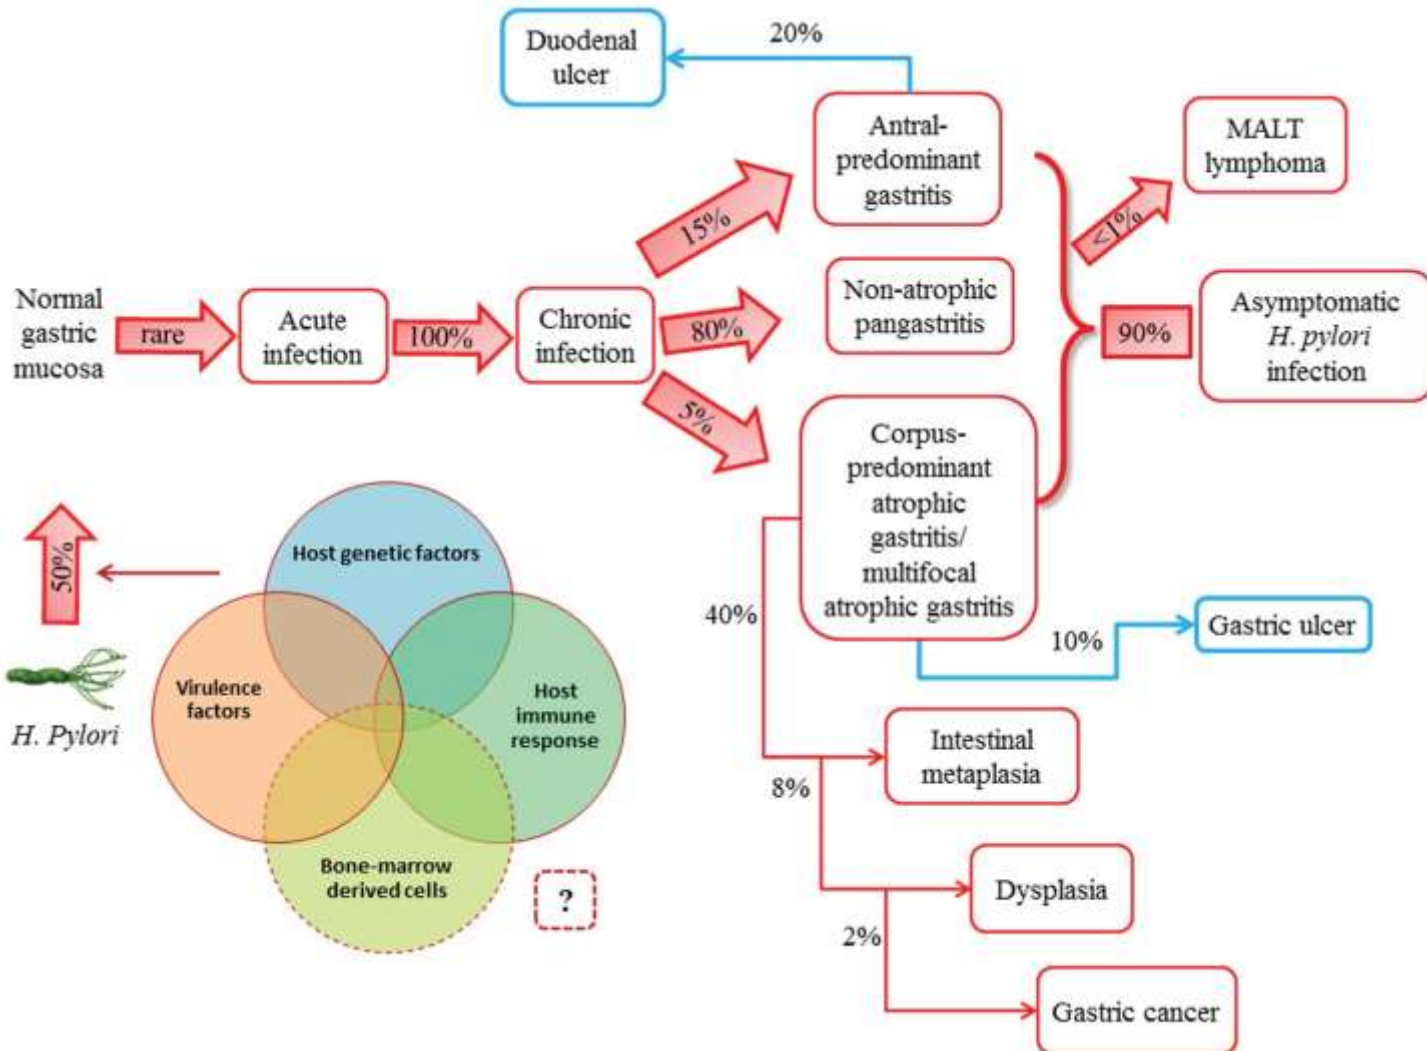 Duodenal
ulcer
20%
Antral-
predominant
gastritis
MALT
lymphoma
15%
<1%
Normal
gastric
mucosa
rare
Acute
infection
100%
Chronic
infection
80%
Non-atrophic
pangastritis
90%
Asymptomatic
H. pylori
infection
5%
Corpus-
predominant
atrophic
gastritis/
multifocal
atrophic gastritis
40%
10%
Gastric ulcer
50%
H. Pylori
Host genetic factors
Virulence
factors
Host
immune
response
Bone-marrow
derived cells
?
Intestinal
metaplasia
8%
Dysplasia
2%
Gastric cancer